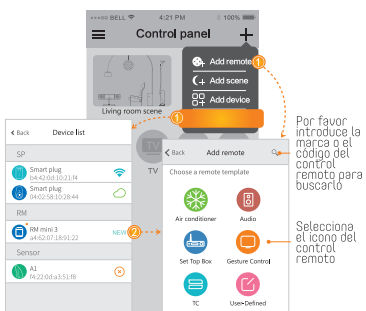 BELL 4:21 PM 100%
Control panel
Add remote
Add scene
Add device
Living room scene
TV
1
1
Back Device list
SP
Smart plug
b4:42:0d:10:21:f4
Smart plug
04:02:58:10:28:44
RM
RM mini 3 NEW
a4:62:07:18:91:22
2
Sensor
A1
f4:22:0d:a3:51:f8
Back Add remote
Choose a remote template
Air conditioner
Audio
Set Top Box
Gesture Control
TC
User-Defined
Por favor
introduce la
marca o el
código del
control
remoto para
buscarlo
Selecciona
el icono del
control
remoto